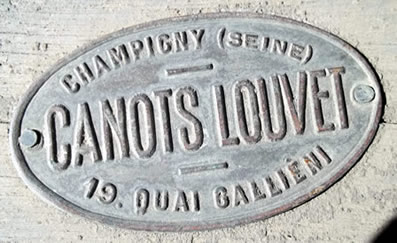 CHAMPIGNY (SEINE)
CANOTS LOUVET
19. QUAI GALLIÉNI